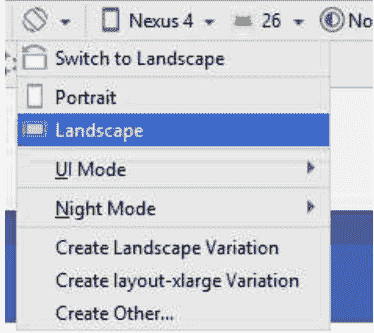 Nexus 4 26 No
Switch to Landscape
Portrait
Landscape
UI Mode
Night Mode
Create Landscape Variation
Create layout-xlarge Variation
Create Other...